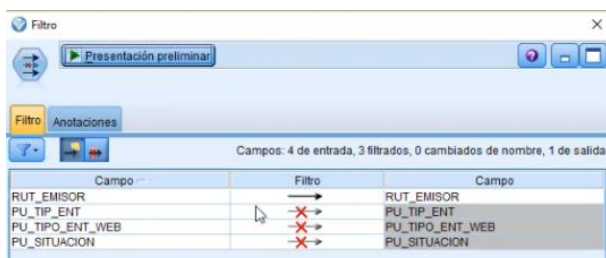 Filtro
Presentación preliminar
Filtro Anotaciones
Campos: 4 de entrada, 3 filtrados, 0 cambiados de nombre, 1 de salida
Campo Filtro Campo
RUT_EMISOR RUT_EMISOR
PU_TIP_ENT PU_TIP_ENT
PU_TIPO_ENT_WEB PU_TIPO_ENT_WEB
PU_SITUACION PU_SITUACION